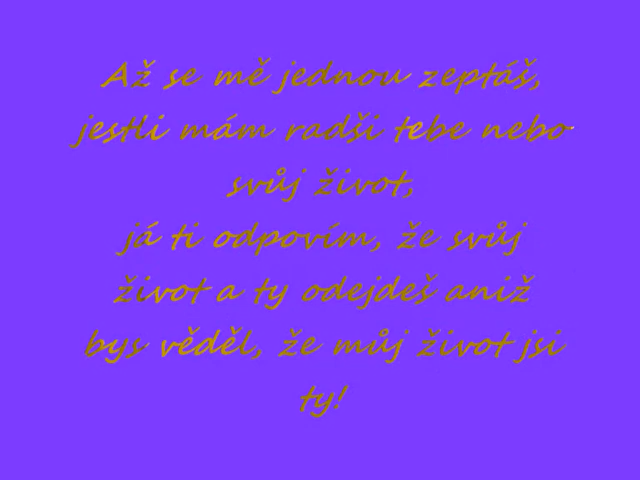 Až se mě jednou zeptáš,
jestli mám radši tebe nebo
svůj život,
já ti odpovím, že svůj
život a ty odejdeš aniž
bys věděl, že můj život jsi
ty!